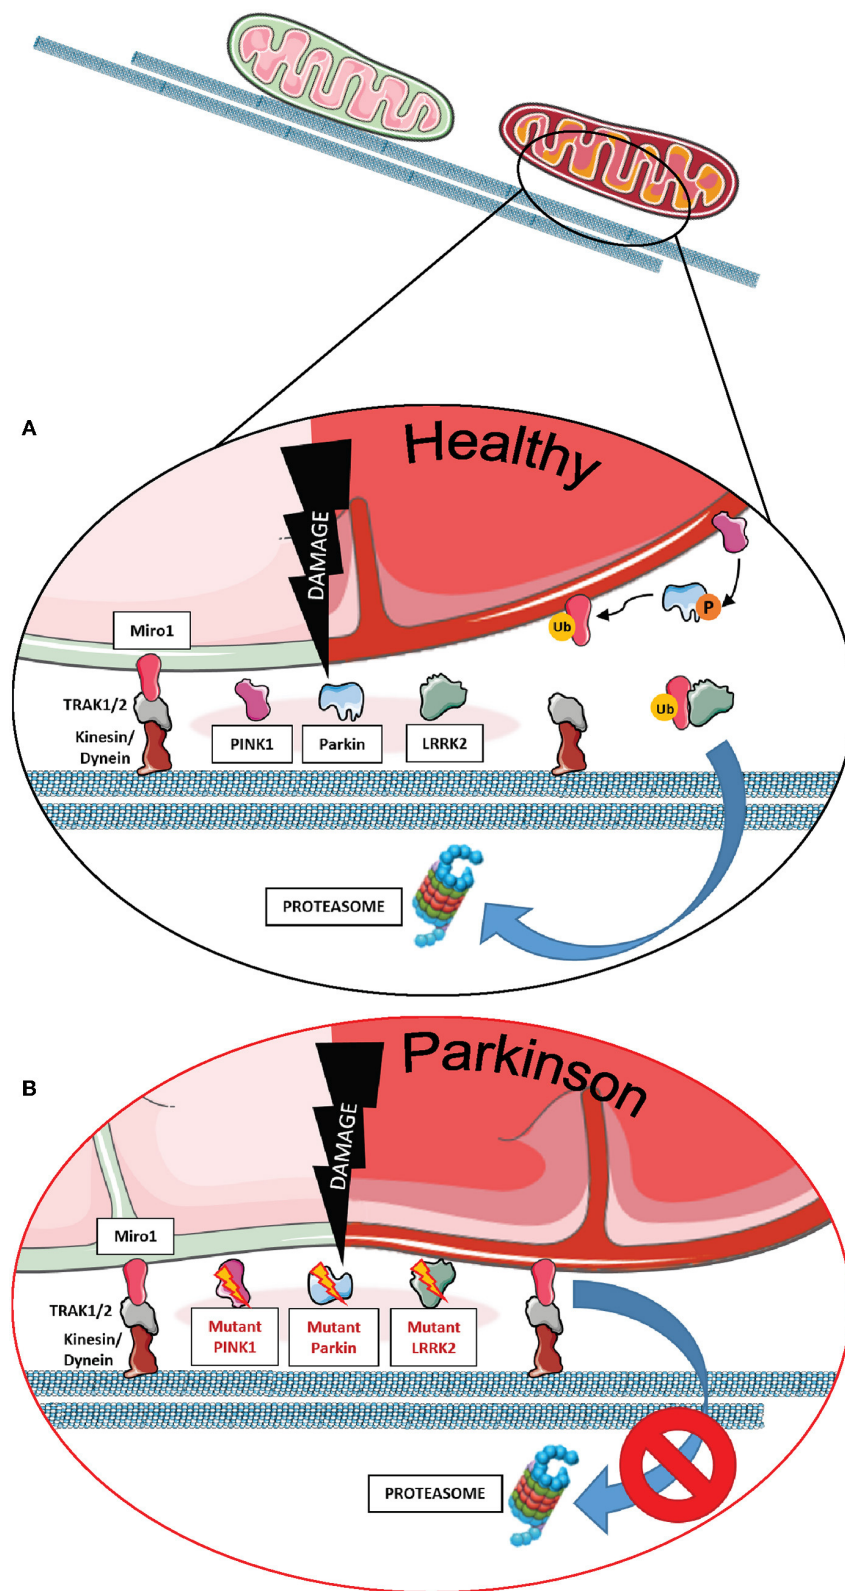 A
Healthy
DAMAGE
Miro1
P
Ub
TRAK1/2
Kinesin/
Dynein
PINK1
Parkin
LRRK2
Ub
PROTEASOME
B
Parkinson
DAMAGE
Miro1
TRAK1/2
Kinesin/
Dynein
Mutant
PINK1
Mutant
Parkin
Mutant
LRRK2
PROTEASOME